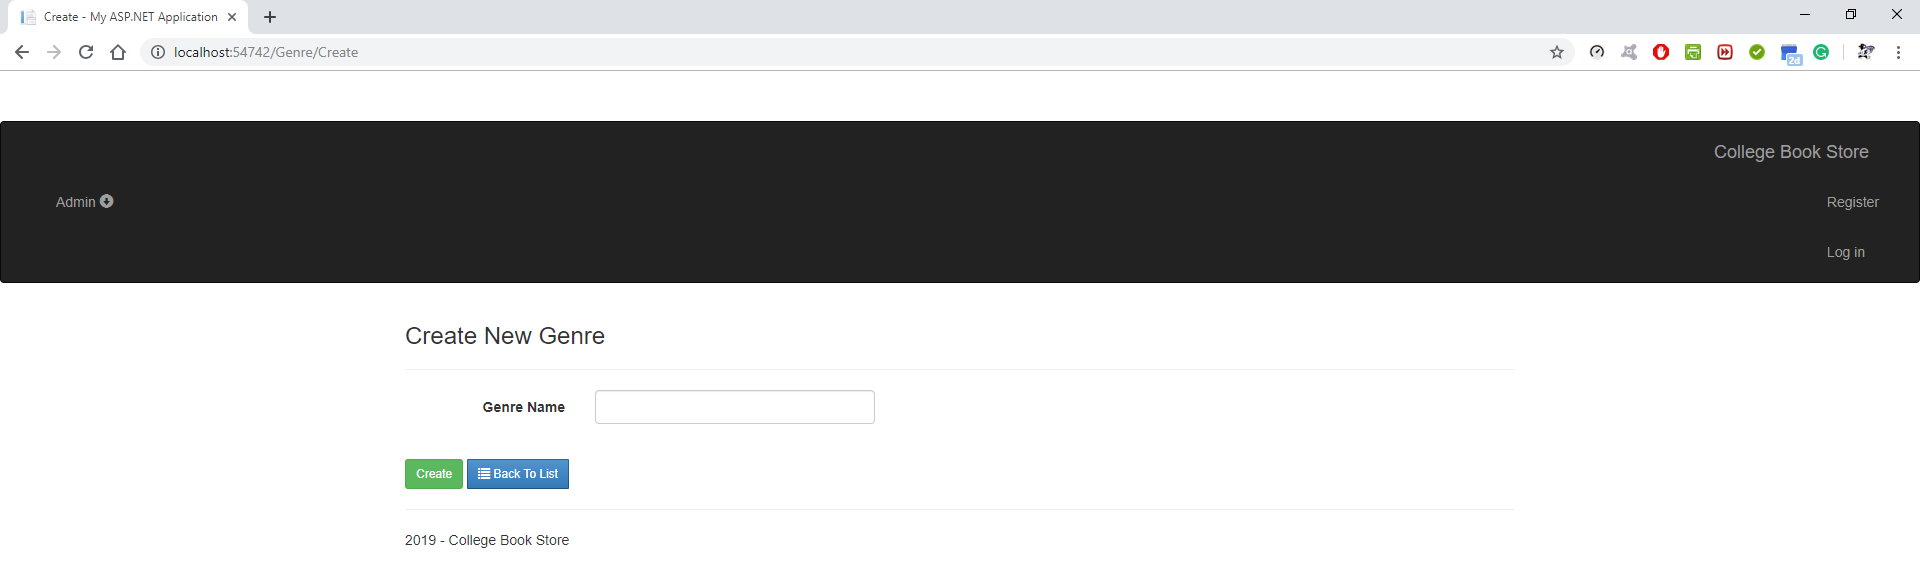 Create - My ASP.NET Application
localhost:54742/Genre/Create
2d
College Book Store
Admin
Register
Log in
Create New Genre
Genre Name
Create
Back To List
2019 - College Book Store